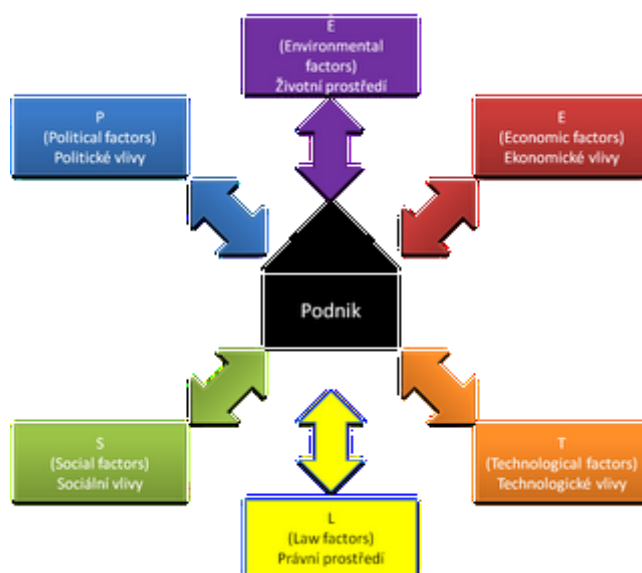 E
(Environmental
factors)
Životní prostředí
P
(Political factors)
Politické vlivy
E
(Economic factors)
Ekonomické vlivy
Podnik
S
(Social factors)
Sociální vlivy
T
(Technological factors)
Technologické vlivy
L
(Law factors)
Právní prostředí